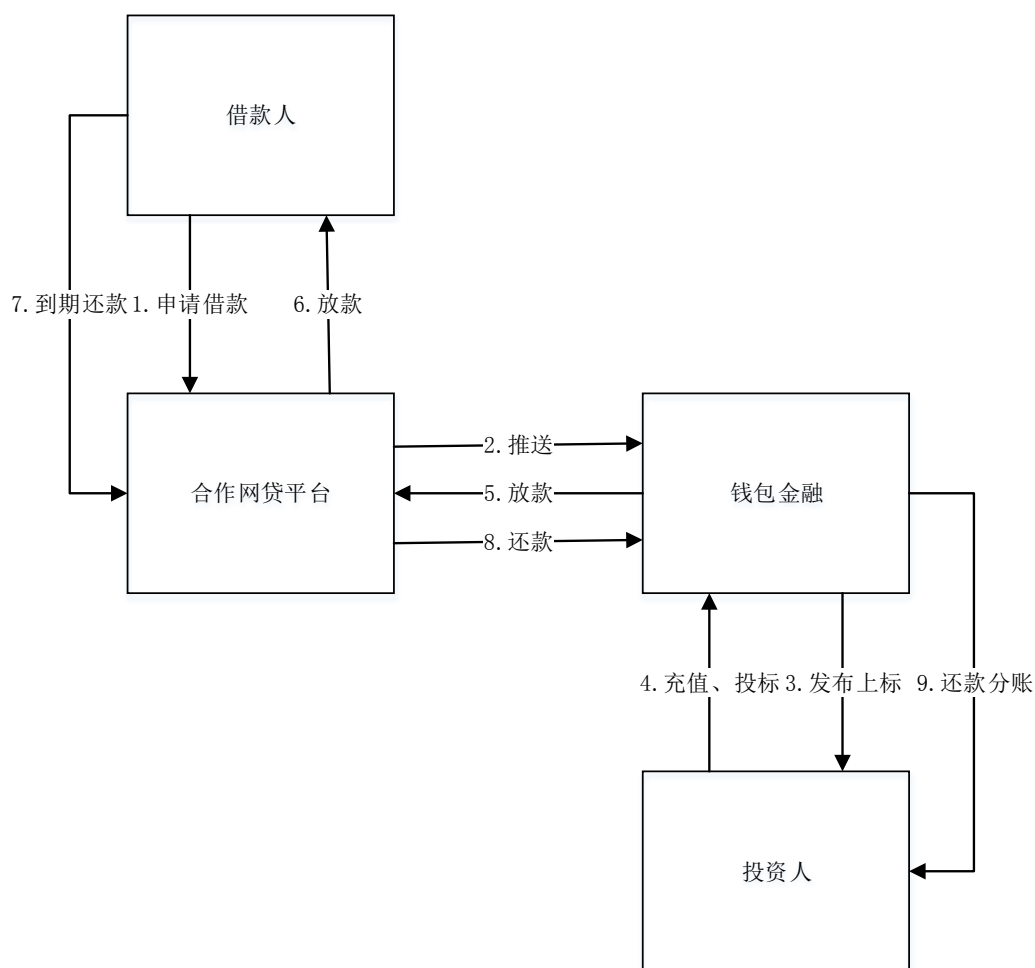 借款人
7.到期还款
1.申请借款
6.放款
2.推送
合作网贷平台
5.放款
钱包金融
8.还款
4.充值、投标
3.发布上标
9.还款分账
投资人